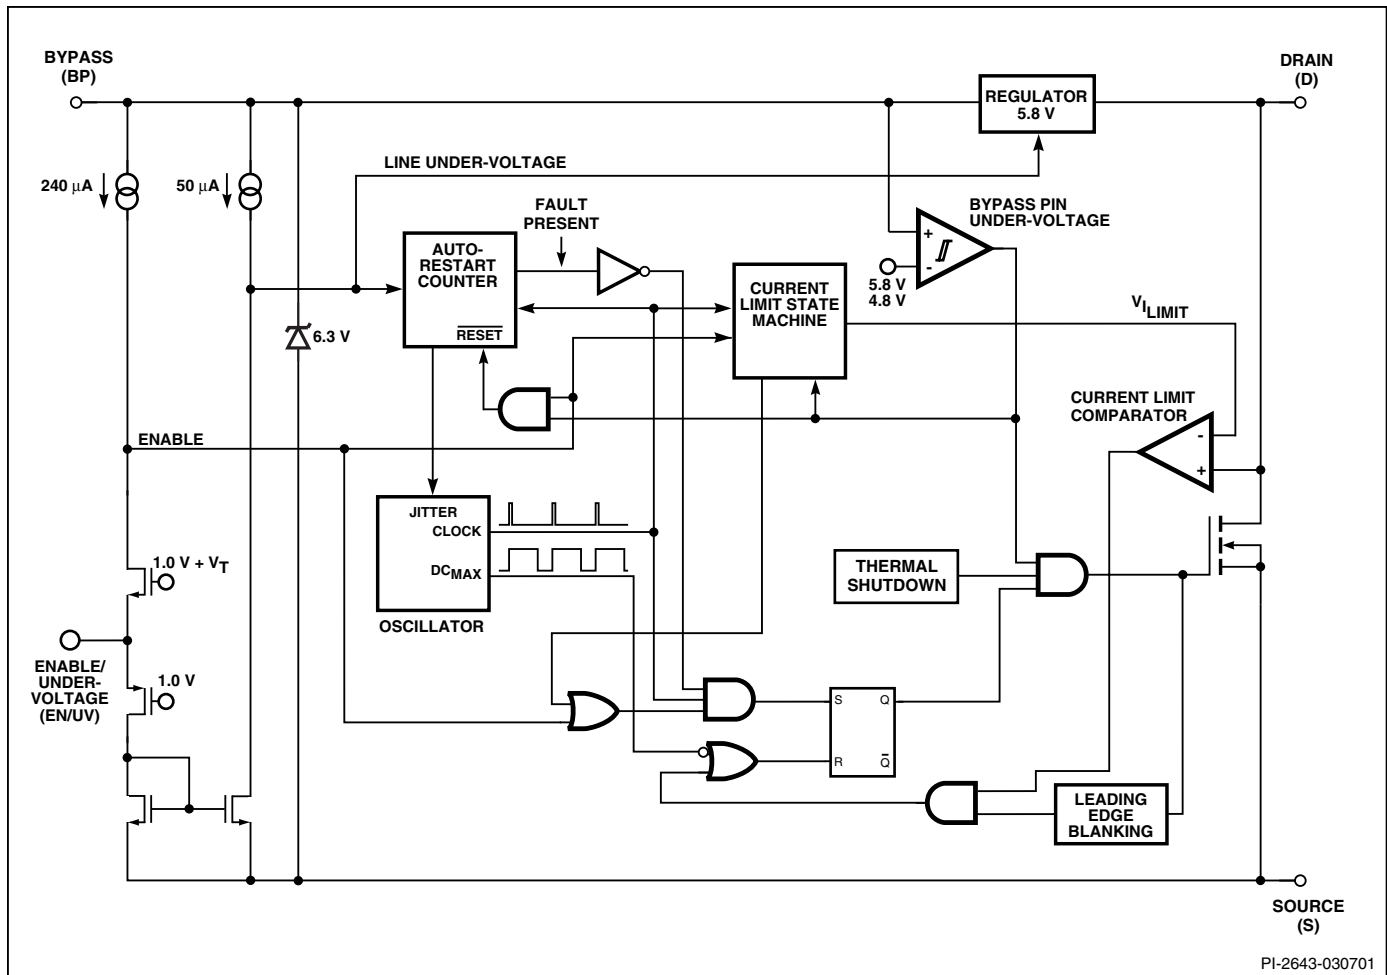 BYPASS
(BP)
DRAIN
(D)
REGULATOR
5.8 V
LINE UNDER-VOLTAGE
240 μA
50 μA
FAULT
PRESENT
BYPASS PIN
UNDER-VOLTAGE
+
-
5.8 V
4.8 V
AUTO-
RESTART
COUNTER
RESET
CURRENT
LIMIT STATE
MACHINE
VILIMIT
6.3 V
CURRENT LIMIT
COMPARATOR
-
+
ENABLE
JITTER
CLOCK
DCMAX
OSCILLATOR
1.0 V + VT
THERMAL
SHUTDOWN
ENABLE/
UNDER-
VOLTAGE
(EN/UV)
1.0 V
S Q
R Q
LEADING
EDGE
BLANKING
SOURCE
(S)
PI-2643-030701